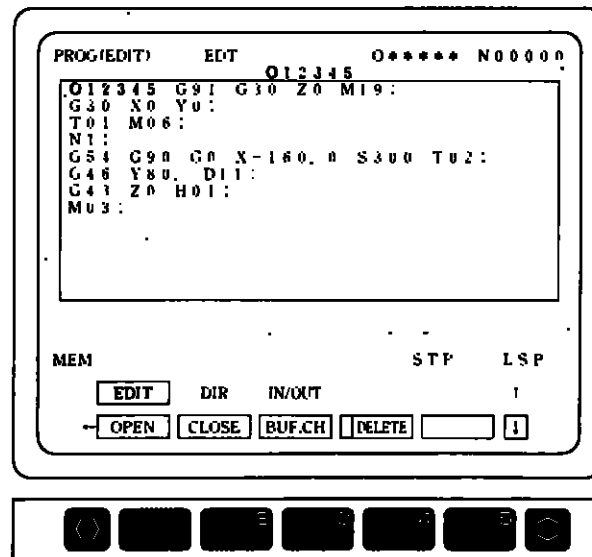 PROG(EDIT) EDT O***** N00000
O12345
O12345 G91 G30 Z0 M19;
G30 X0 Y0;
T01 M06;
N1;
G54 G90 G0 X-160.0 S300 T02;
G46 Y80. D11;
G43 Z0 H01;
M03;
MEM STP LSP
EDIT DIR IN/OUT ↑
← OPEN CLOSE BUF.CH DELETE ↓